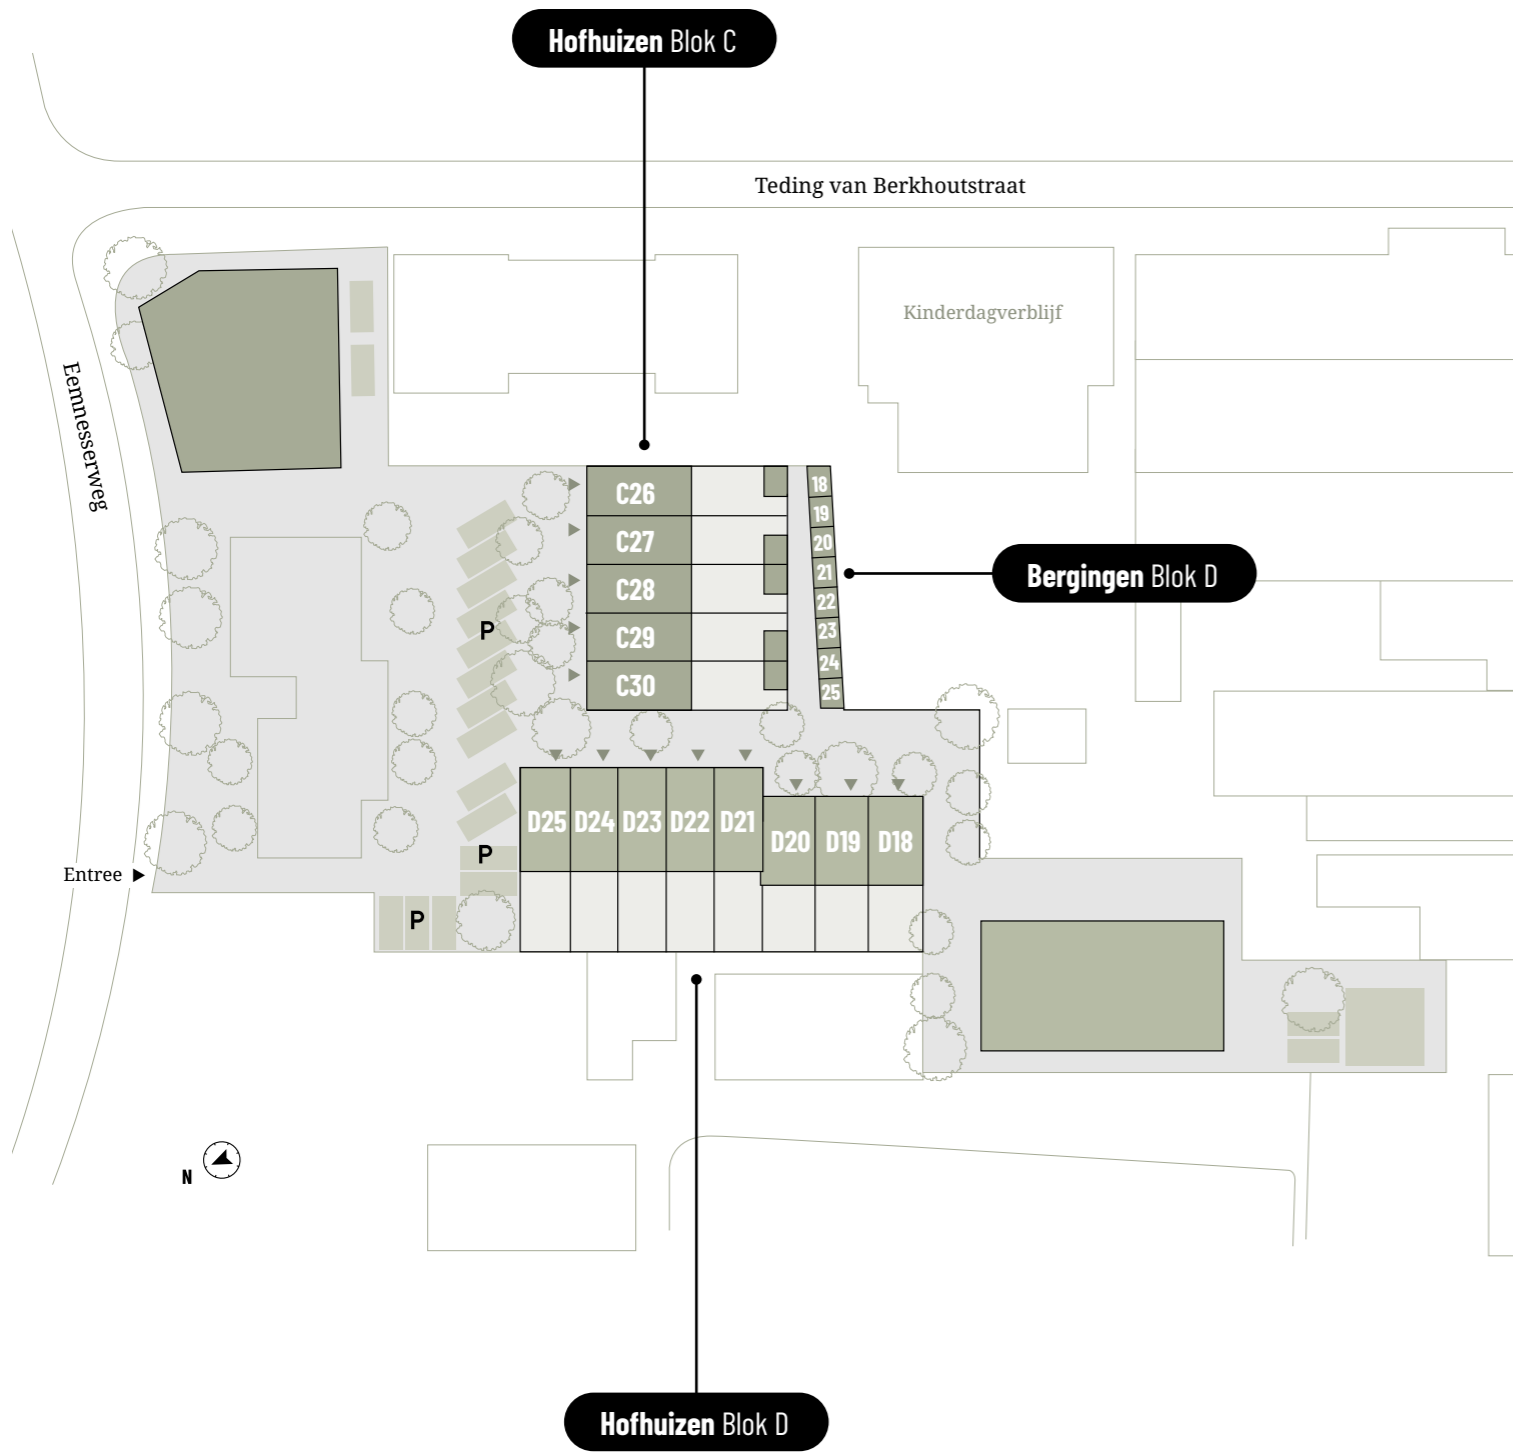 Hofhuizen Blok C
Teding van Berkhoutstraat
Kinderdagverblijf
Eemnesserweg
C26
C27
C28
C29
C30
18
19
20
21
22
23
24
25
Bergingen Blok D
P
D25 D24 D23 D22 D21
D20 D19 D18
P
Entree
P
N
Hofhuizen Blok D